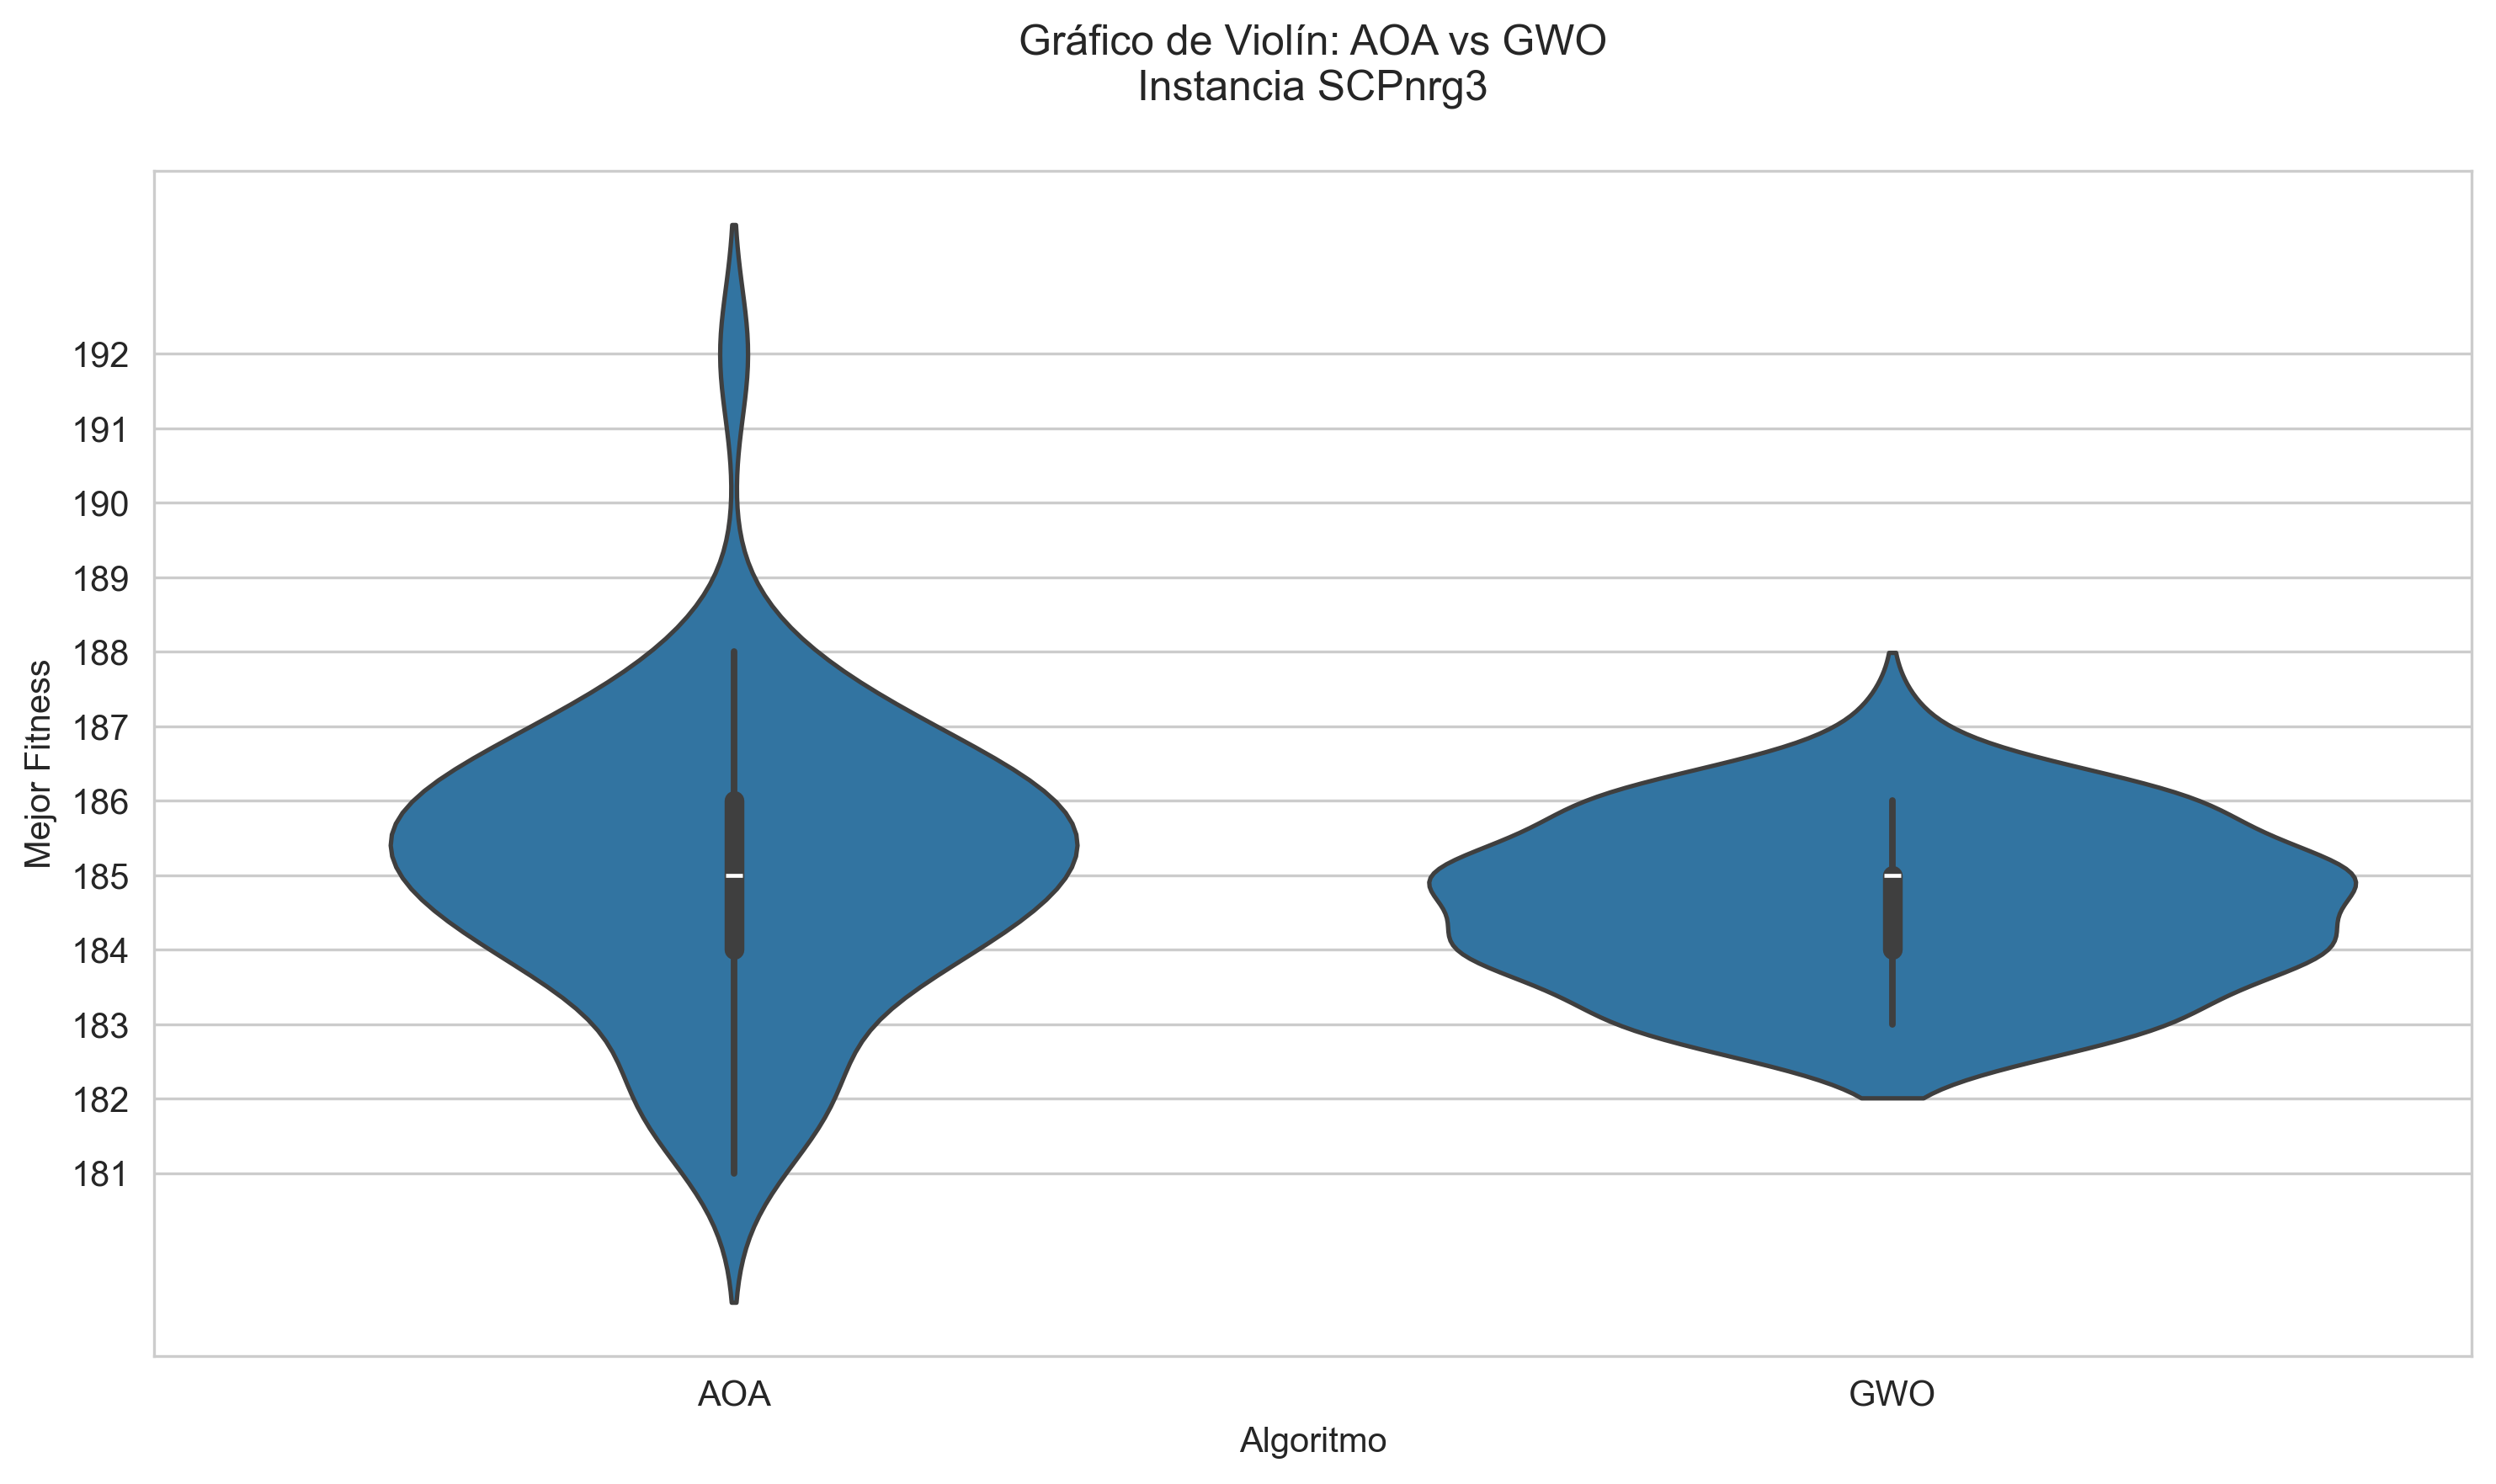 Gráfico de Violín: AOA vs GWO
Instancia SCPnrg3
Mejor Fitness
192
191
190
189
188
187
186
185
184
183
182
181
AOA
GWO
Algoritmo